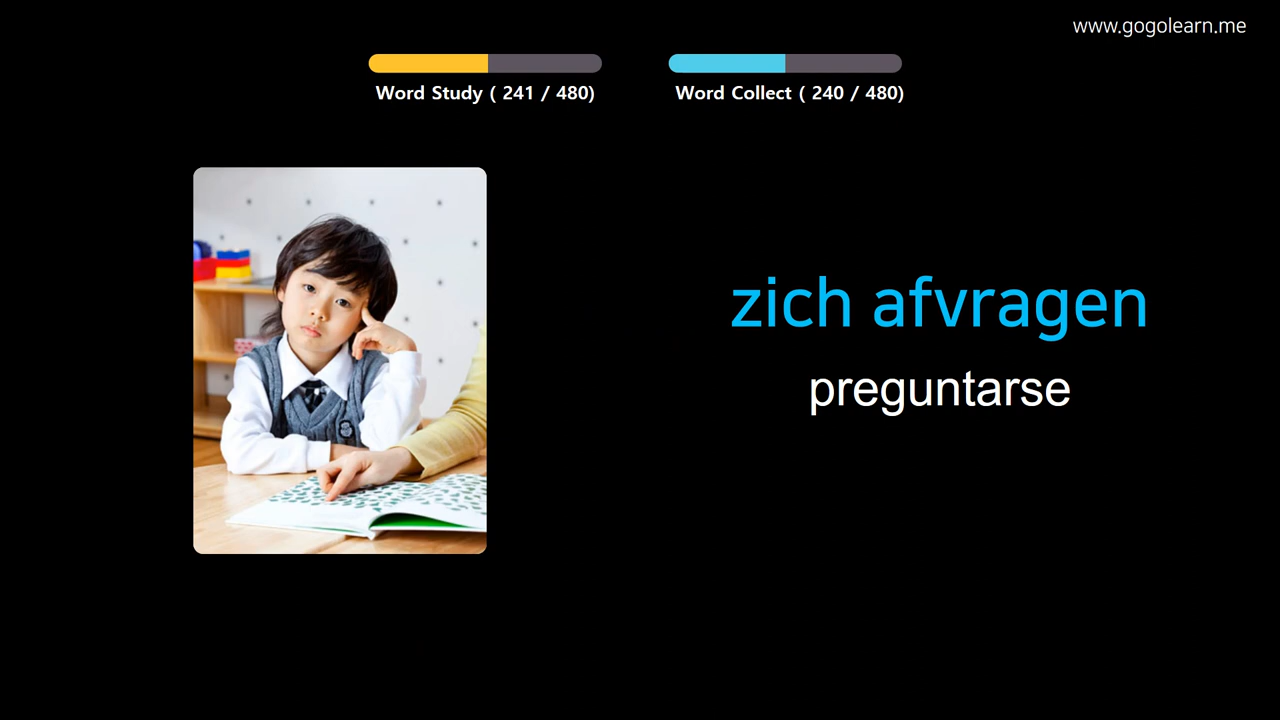 www.gogolearn.me
Word Study ( 241 / 480)
Word Collect ( 240 / 480)
zich afvragen
preguntarse